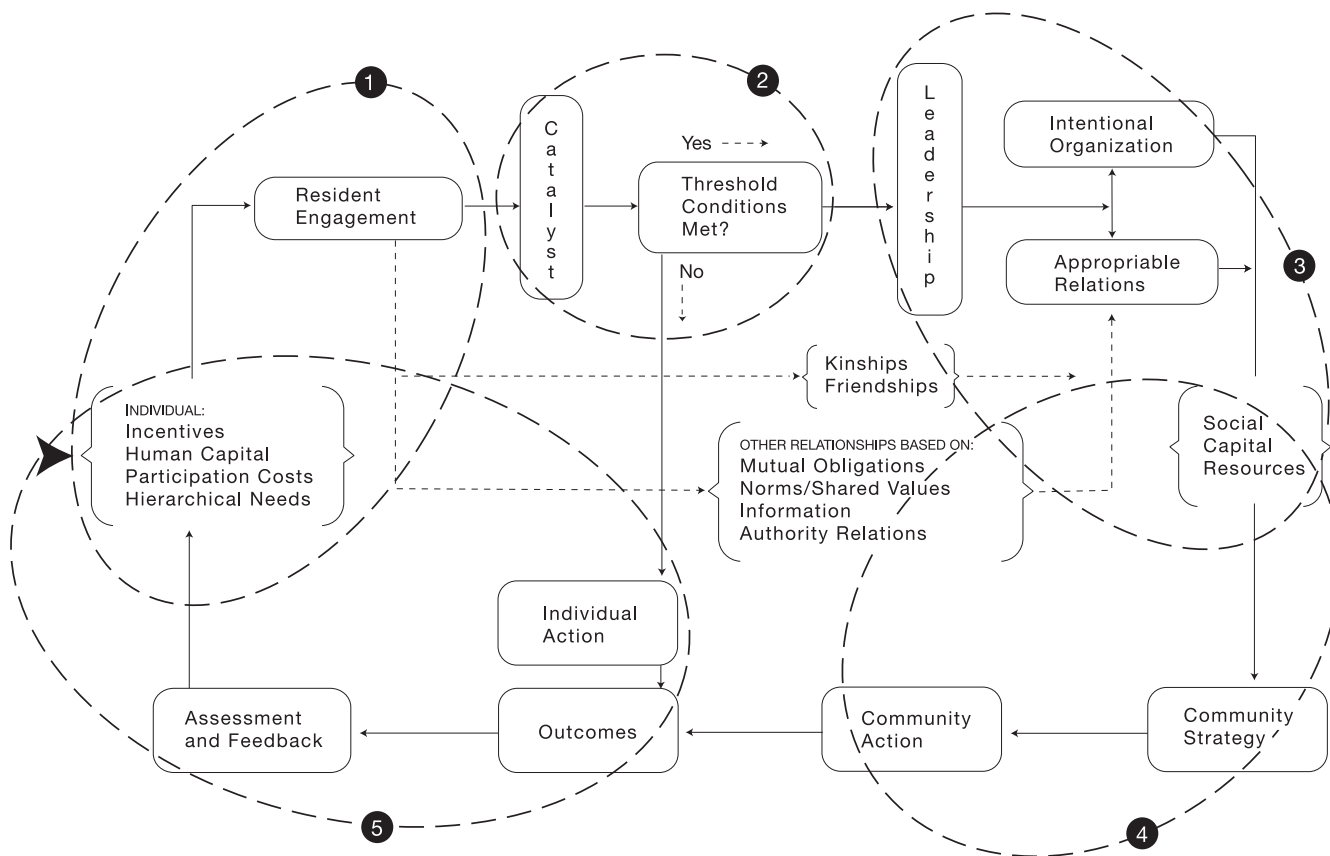 1
2
3
Resident
Engagement
Catalyst
Yes
Threshold
Conditions
Met?
No
Leadership
Intentional
Organization
Appropriable
Relations
Kinships
Friendships
INDIVIDUAL:
Incentives
Human Capital
Participation Costs
Hierarchical Needs
OTHER RELATIONSHIPS BASED ON:
Mutual Obligations
Norms/Shared Values
Information
Authority Relations
Social
Capital
Resources
Individual
Action
Assessment
and Feedback
Outcomes
Community
Action
Community
Strategy
5
4